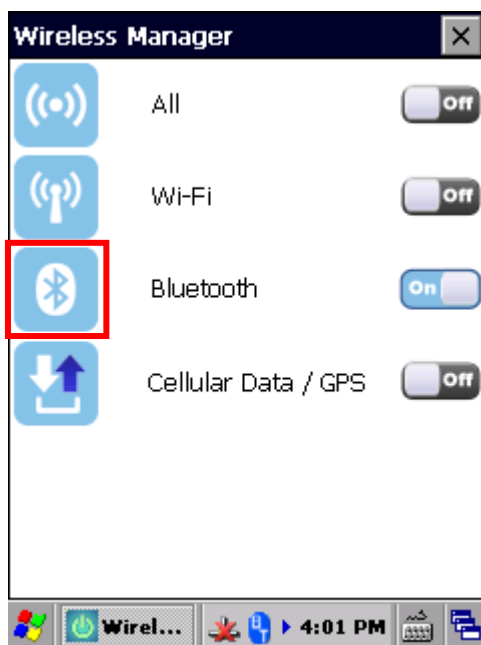 Wireless Manager
All Off
Wi-Fi Off
Bluetooth On
Cellular Data / GPS Off
Wirel... 4:01 PM